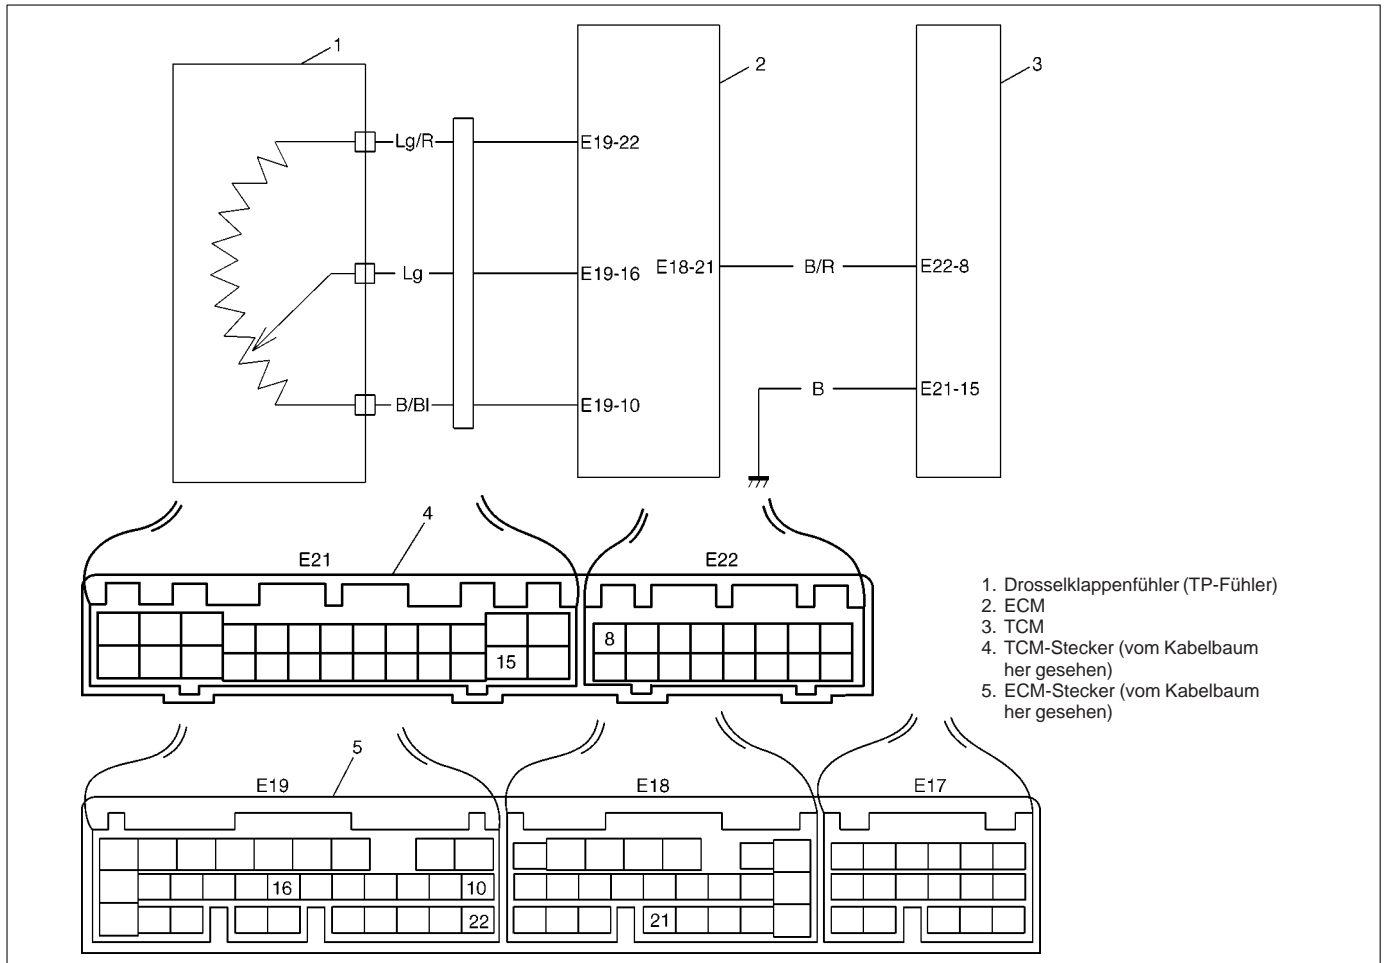 1
2
3
Lg/R
E19-22
Lg
E19-16
E18-21
B/R
E22-8
B
E21-15
B/Bl
E19-10
4
E21
E22
8
15
1. Drosselklappenfühler (TP-Fühler)
2. ECM
3. TCM
4. TCM-Stecker (vom Kabelbaum
her gesehen)
5. ECM-Stecker (vom Kabelbaum
her gesehen)
5
E19
E18
E17
16
10
22
21